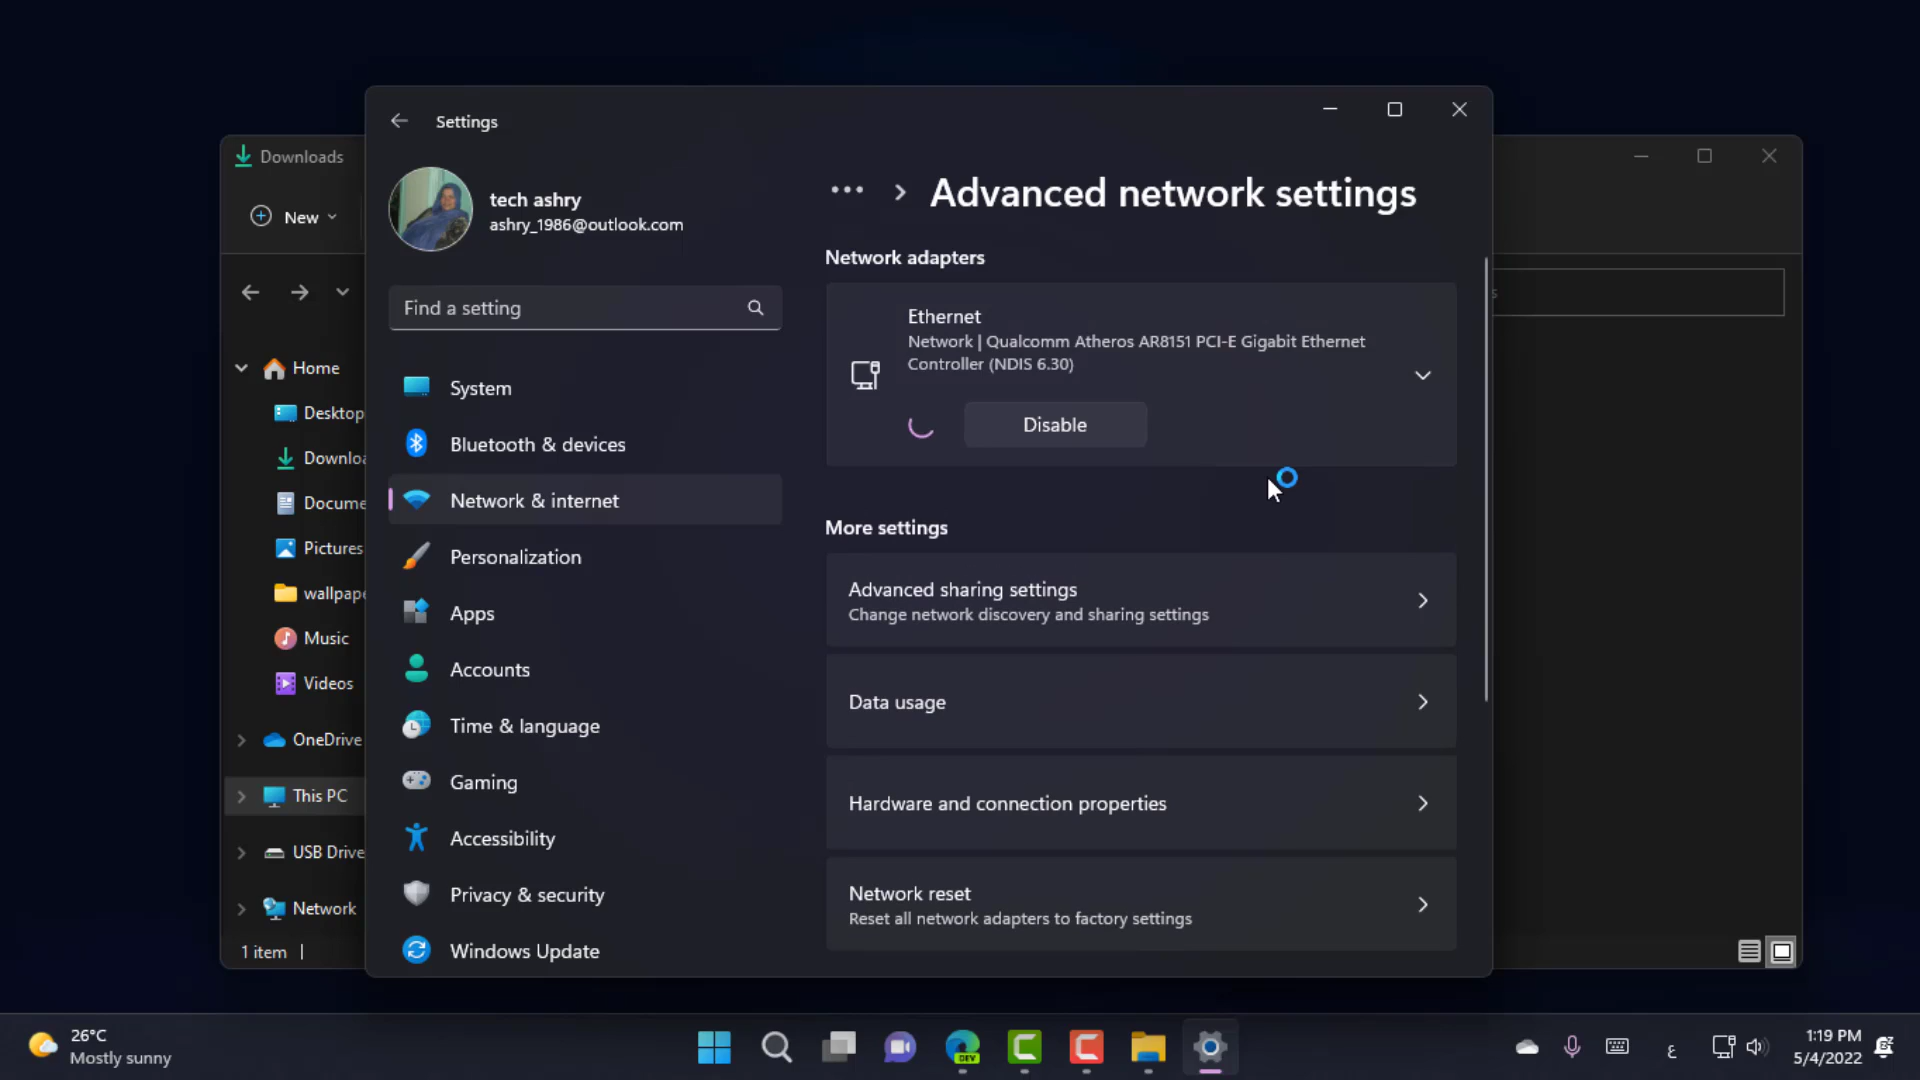 Settings
tech ashry
ashry_1986@outlook.com
Find a setting
System
Bluetooth & devices
Network & internet
Personalization
Apps
Accounts
Time & language
Gaming
Accessibility
Privacy & security
Windows Update
••• > Advanced network settings
Network adapters
Ethernet
Network | Qualcomm Atheros AR8151 PCI-E Gigabit Ethernet
Controller (NDIS 6.30)
Disable
More settings
Advanced sharing settings
Change network discovery and sharing settings
Data usage
Hardware and connection properties
Network reset
Reset all network adapters to factory settings
Downloads
New
Home
Desktop
Downloa
Docume
Pictures
wallpape
Music
Videos
OneDrive
This PC
USB Drive
Network
1 item
26°C
Mostly sunny
DEV
ع
1:19 PM
5/4/2022